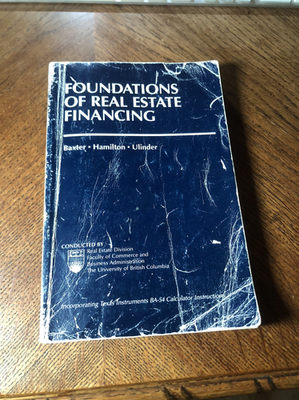 FOUNDATIONS
OF REAL ESTATE
FINANCING
Baxter • Hamilton • Ulinder
CONDUCTED BY
Real Estate Division
Faculty of Commerce and
Business Administration
The University of British Columbia
Incorporating Texas Instruments BA-54 Calculator Instructions